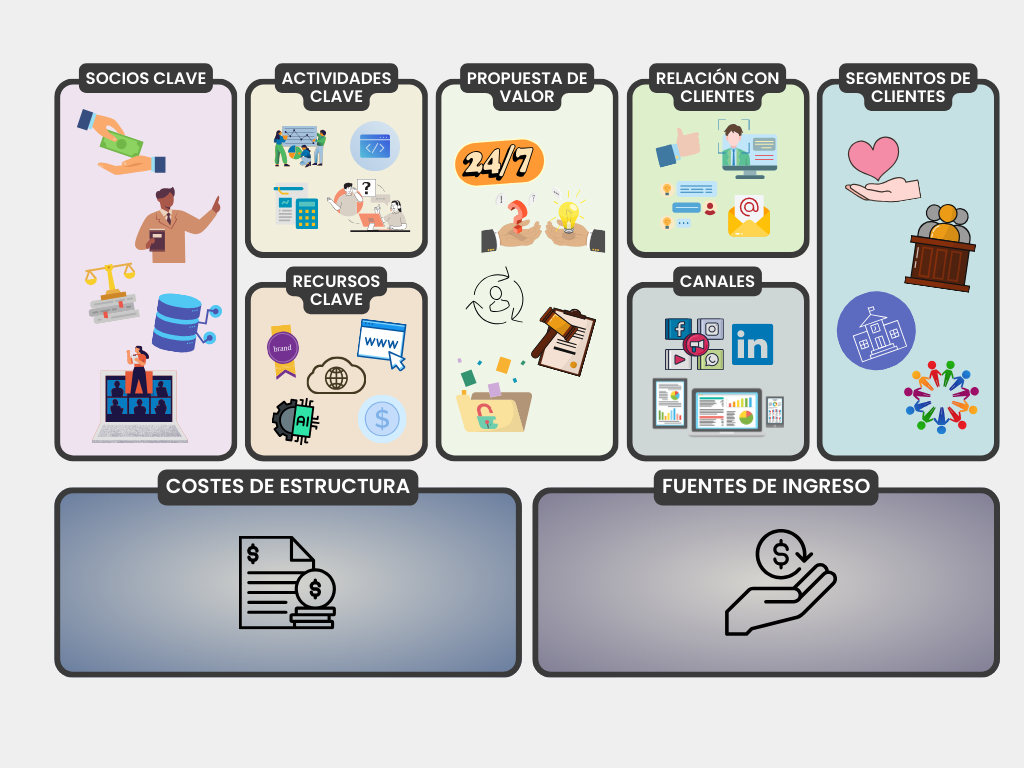 SOCIOS CLAVE
ACTIVIDADES
CLAVE
PROPUESTA DE
VALOR
RELACIÓN CON
CLIENTES
SEGMENTOS DE
CLIENTES
24/7
</>
?
! ?
?
@
RECURSOS
CLAVE
brand
WWW
AI
$
CANALES
f
in
COSTES DE ESTRUCTURA
$
$
FUENTES DE INGRESO
$